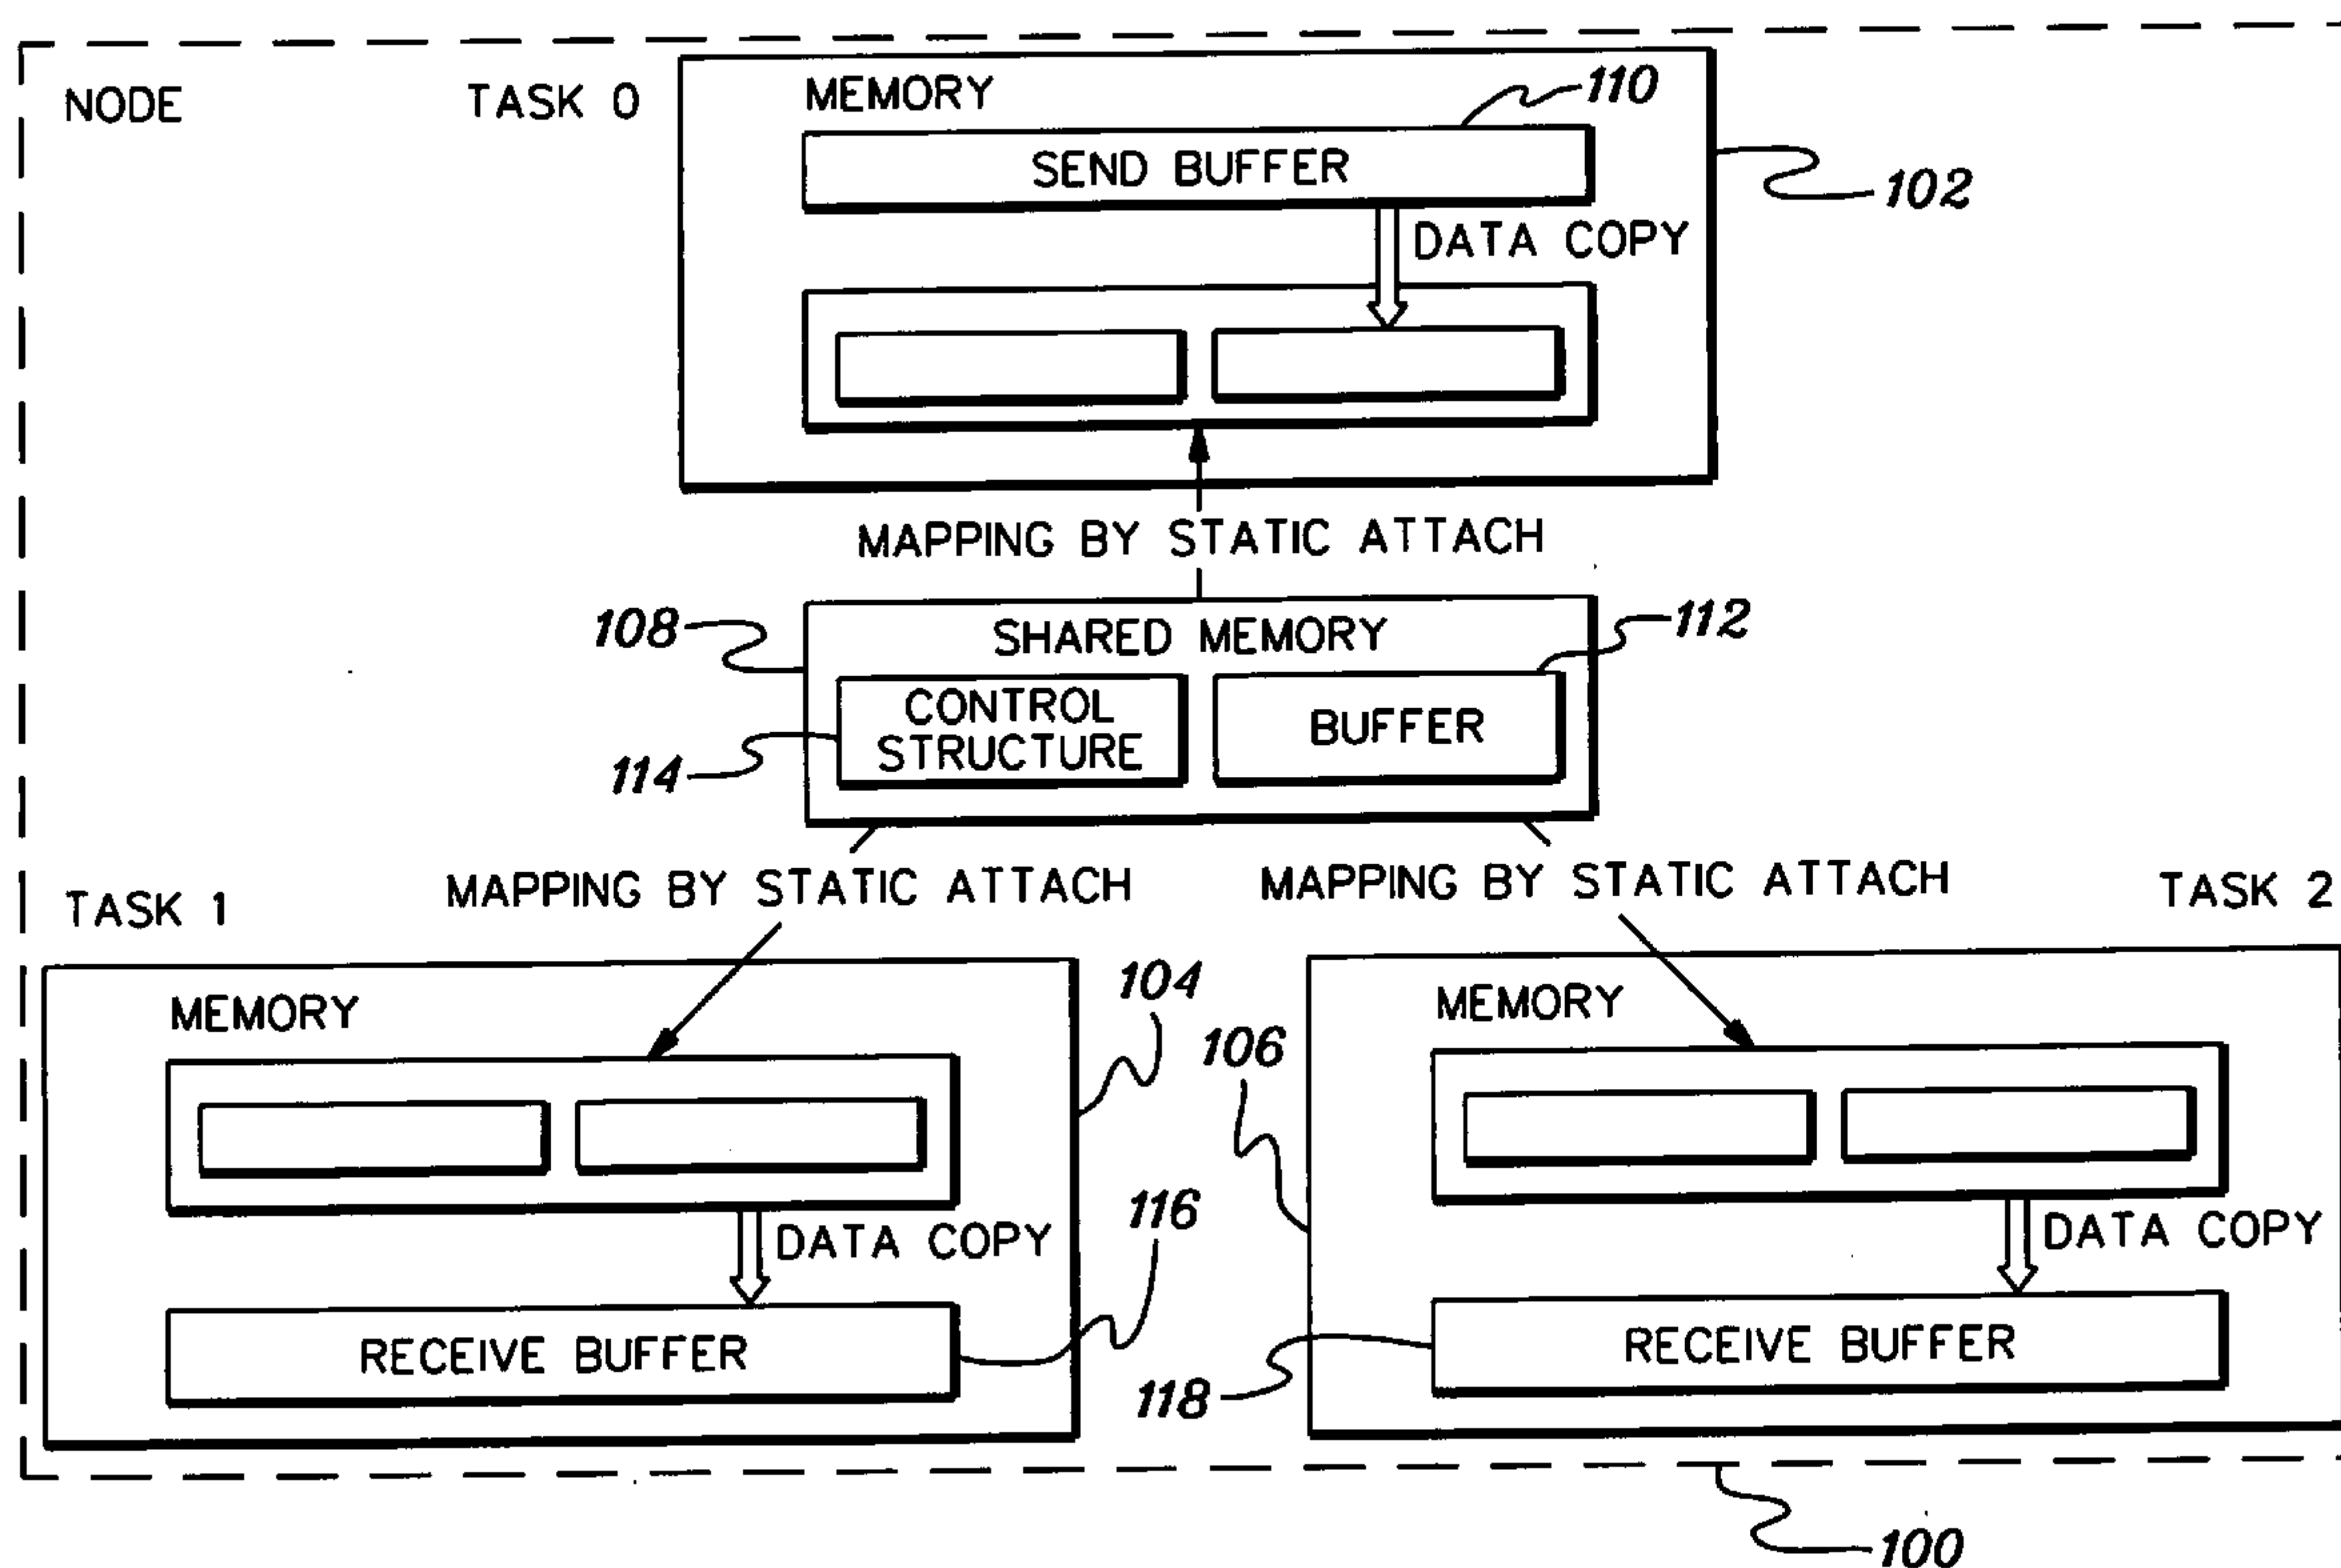 NODE
TASK 0
MEMORY
110
SEND BUFFER
102
DATA COPY
MAPPING BY STATIC ATTACH
108
SHARED MEMORY
112
CONTROL
STRUCTURE
BUFFER
114
MAPPING BY STATIC ATTACH
MAPPING BY STATIC ATTACH
TASK 1
TASK 2
MEMORY
104
106
MEMORY
116
DATA COPY
DATA COPY
RECEIVE BUFFER
118
RECEIVE BUFFER
100